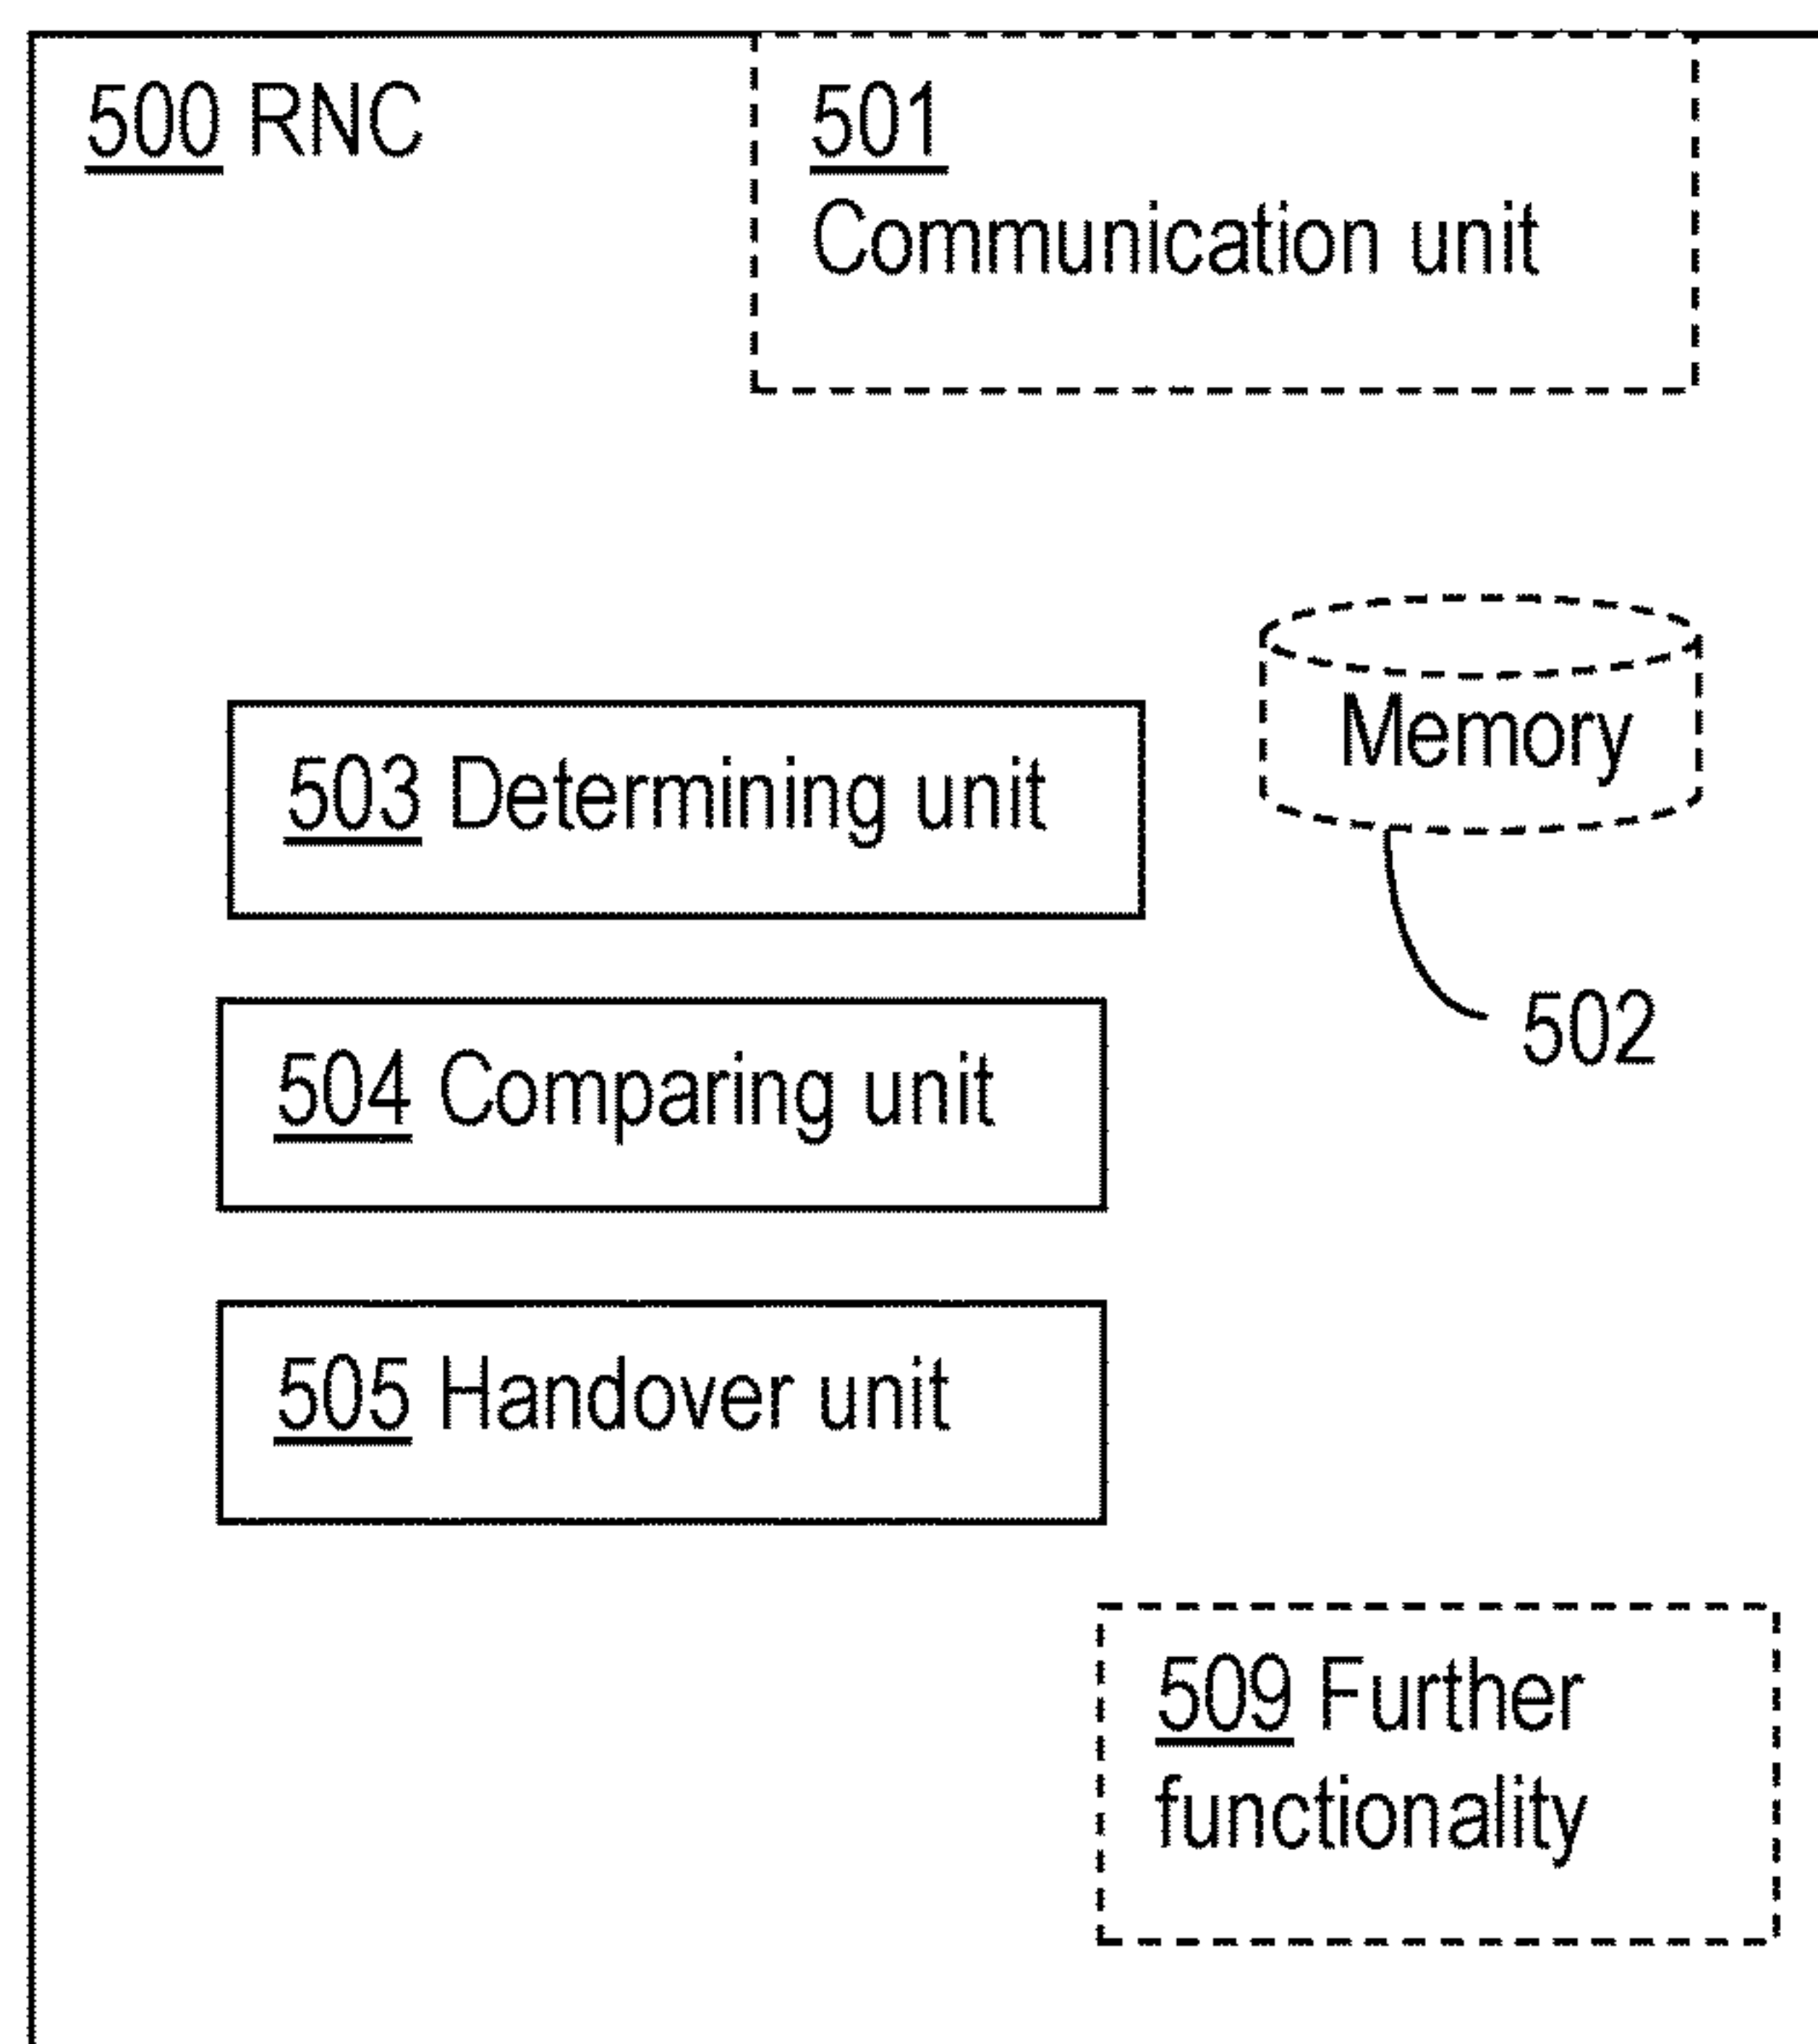 500 RNC
501
Communication unit
Memory
503 Determining unit
502
504 Comparing unit
505 Handover unit
509 Further
functionality